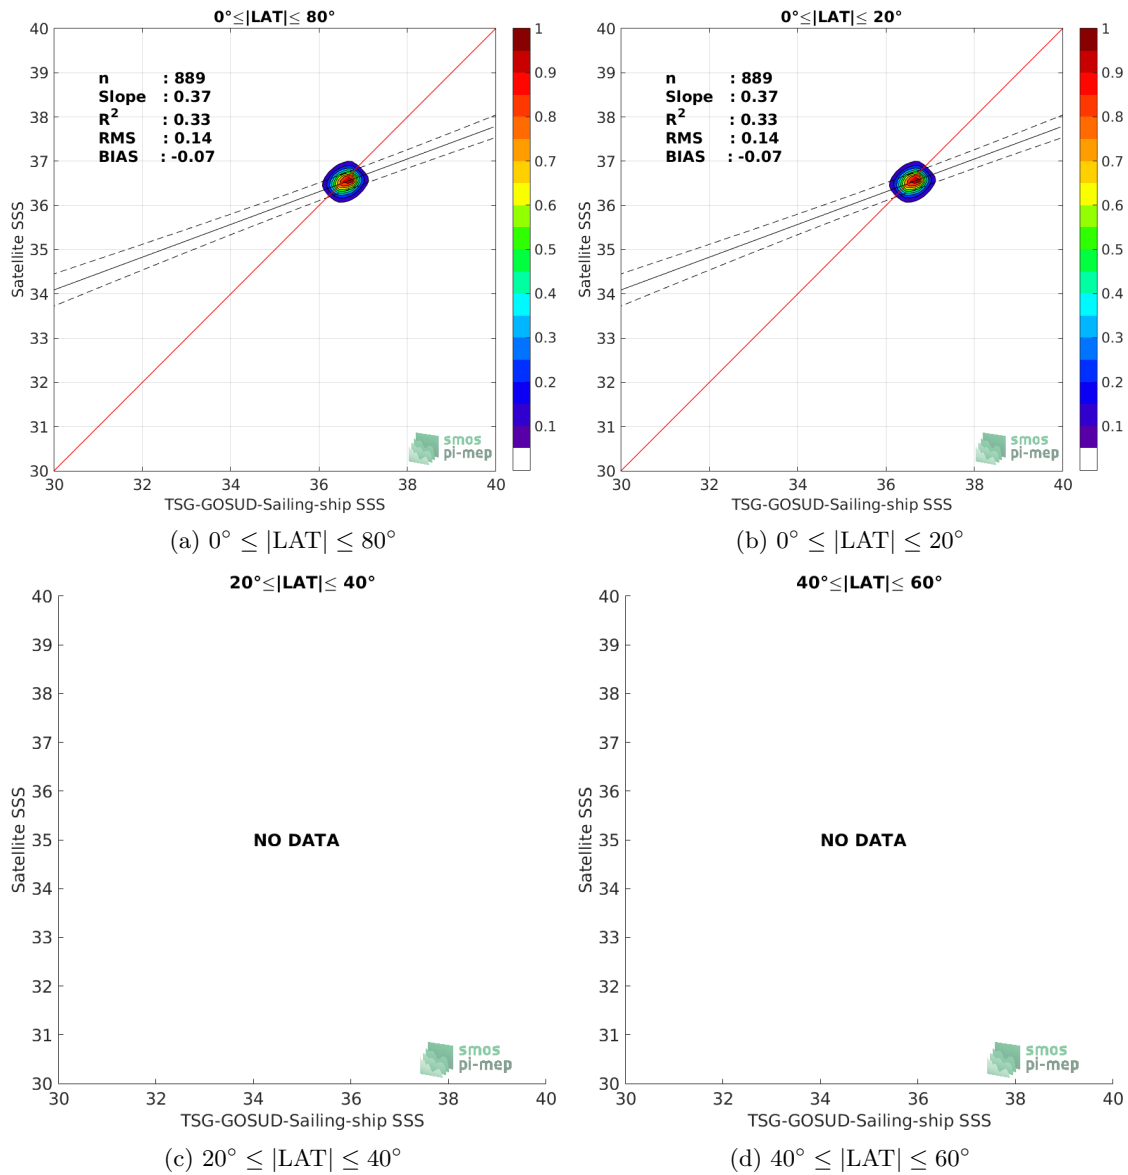 0°≤|LAT|≤ 80°
40
39
38
37
36
35
34
33
32
31
30
Satellite SSS
n : 889
Slope : 0.37
R2 : 0.33
RMS : 0.14
BIAS : -0.07
1
0.9
0.8
0.7
0.6
0.5
0.4
0.3
0.2
0.1
smos
pi-mep
30 32 34 36 38 40
TSG-GOSUD-Sailing-ship SSS
(a) 0° ≤ |LAT| ≤ 80°
0°≤|LAT|≤ 20°
40
39
38
37
36
35
34
33
32
31
30
Satellite SSS
n : 889
Slope : 0.37
R2 : 0.33
RMS : 0.14
BIAS : -0.07
1
0.9
0.8
0.7
0.6
0.5
0.4
0.3
0.2
0.1
smos
pi-mep
30 32 34 36 38 40
TSG-GOSUD-Sailing-ship SSS
(b) 0° ≤ |LAT| ≤ 20°
20°≤|LAT|≤ 40°
40
39
38
37
36
35
34
33
32
31
30
Satellite SSS
NO DATA
smos
pi-mep
30 32 34 36 38 40
TSG-GOSUD-Sailing-ship SSS
(c) 20° ≤ |LAT| ≤ 40°
40°≤|LAT|≤ 60°
40
39
38
37
36
35
34
33
32
31
30
Satellite SSS
NO DATA
smos
pi-mep
30 32 34 36 38 40
TSG-GOSUD-Sailing-ship SSS
(d) 40° ≤ |LAT| ≤ 60°